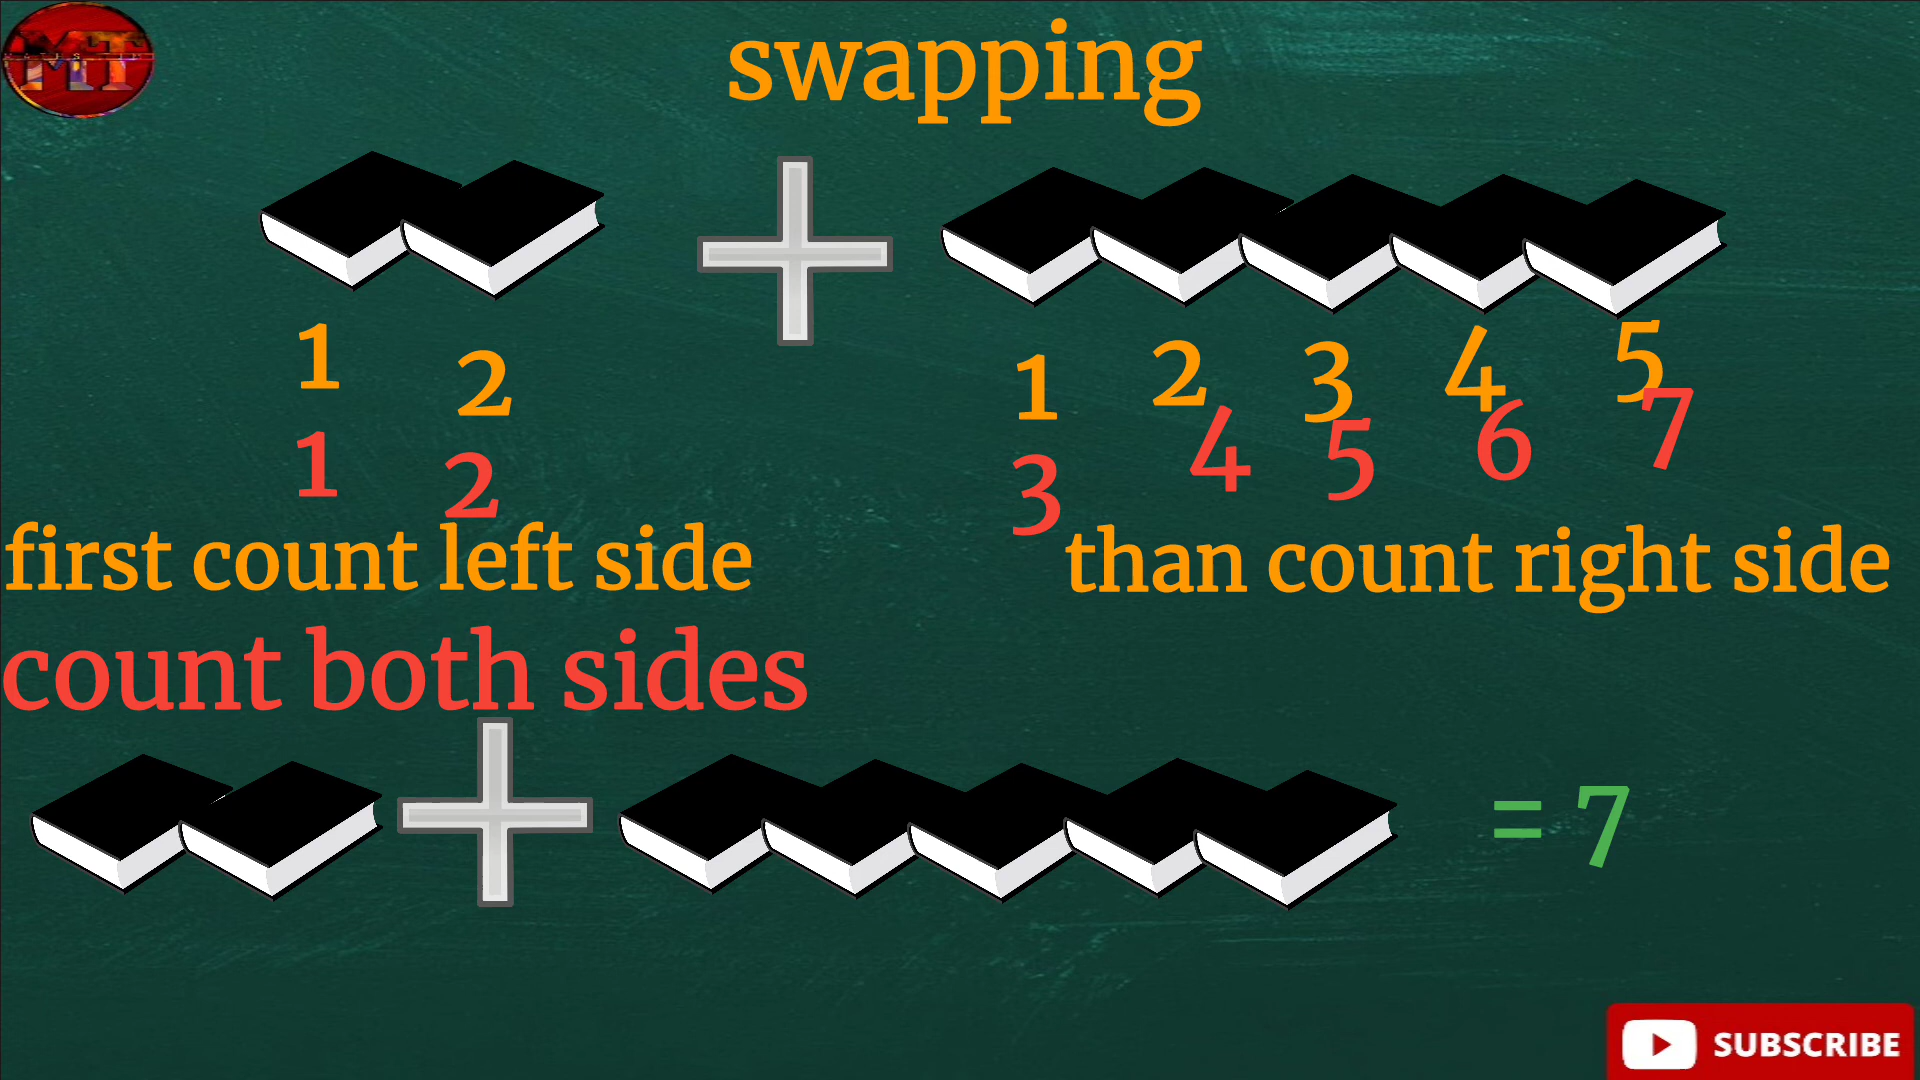 MT
swapping
1 2 1 2 3 4 5
1 2 3 4 5 6 7
first count left side than count right side
count both sides
= 7
SUBSCRIBE